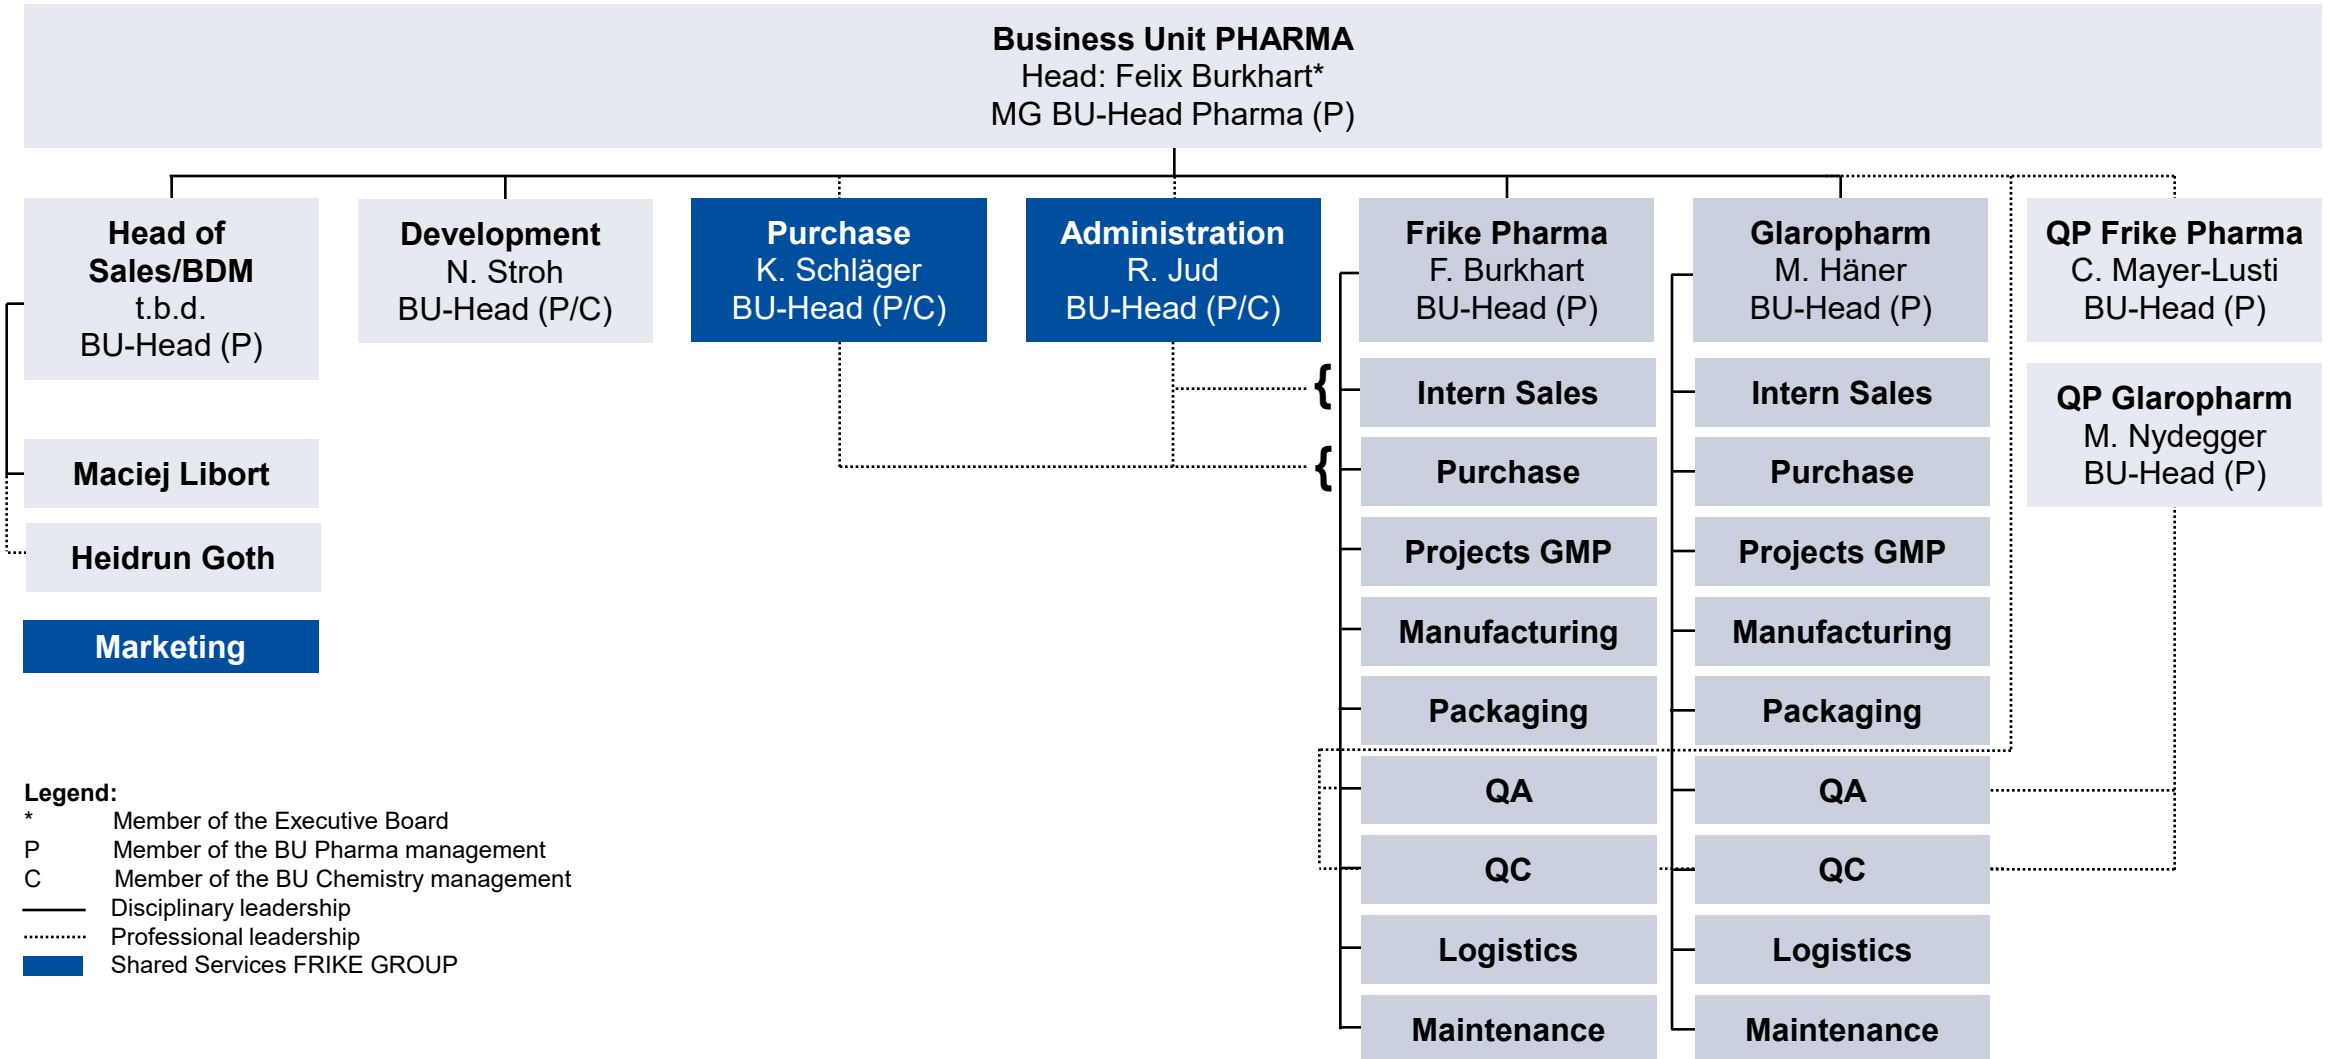 Business Unit PHARMA
Head: Felix Burkhart*
MG BU-Head Pharma (P)
Head of
Sales/BDM
t.b.d.
BU-Head (P)
Development
N. Stroh
BU-Head (P/C)
Purchase
K. Schläger
BU-Head (P/C)
Administration
R. Jud
BU-Head (P/C)
Frike Pharma
F. Burkhart
BU-Head (P)
Glaropharm
M. Häner
BU-Head (P)
QP Frike Pharma
C. Mayer-Lusti
BU-Head (P)
QP Glaropharm
M. Nydegger
BU-Head (P)
Maciej Libort
Heidrun Goth
Marketing
{
{
Intern Sales
Purchase
Projects GMP
Manufacturing
Packaging
QA
QC
Logistics
Maintenance
Intern Sales
Purchase
Projects GMP
Manufacturing
Packaging
QA
QC
Logistics
Maintenance
Legend:
* Member of the Executive Board
P Member of the BU Pharma management
C Member of the BU Chemistry management
Disciplinary leadership
Professional leadership
Shared Services FRIKE GROUP